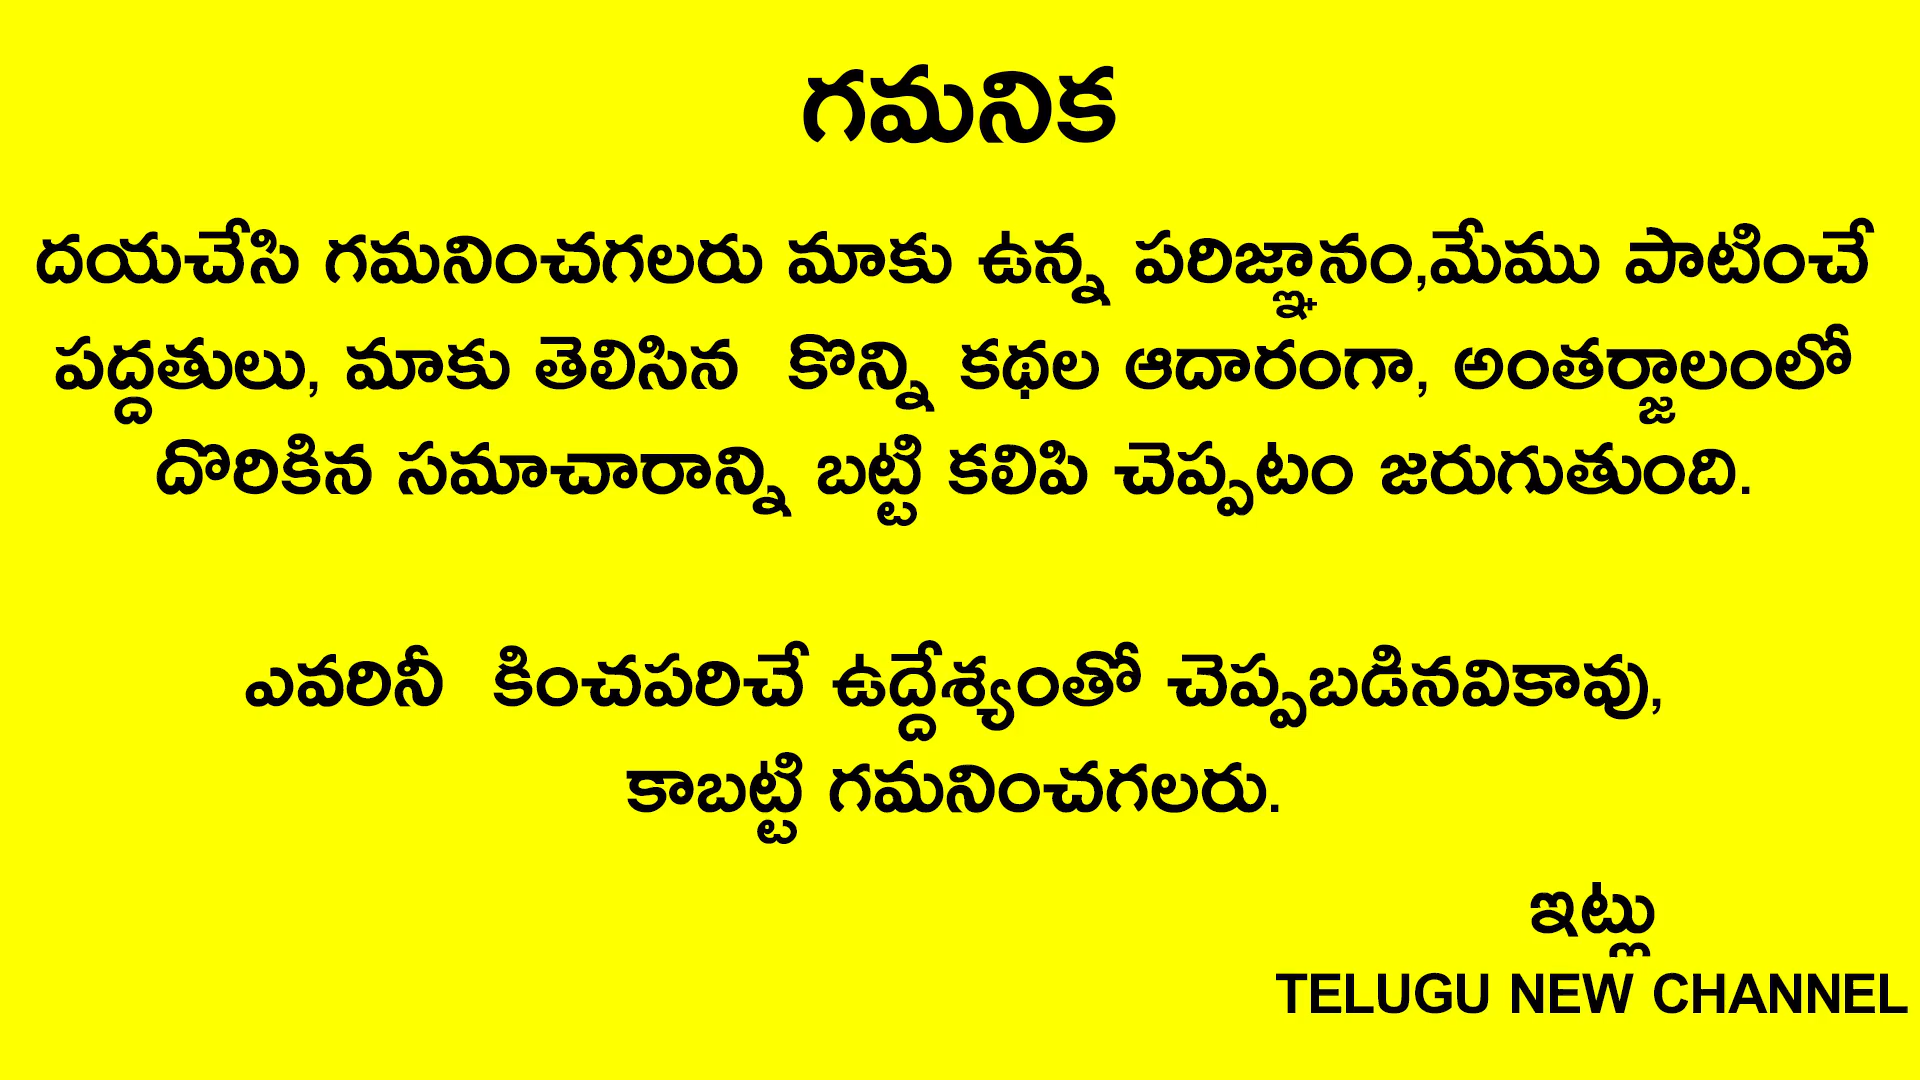 గమనిక
దయచేసి గమనించగలరు మాకు ఉన్న పరిజ్ఞానం,మేము పాటించే
పద్దతులు, మాకు తెలిసిన కొన్ని కథల ఆదారంగా, అంతర్జాలంలో
దొరికిన సమాచారాన్ని బట్టి కలిపి చెప్పటం జరుగుతుంది.
ఎవరినీ కించపరిచే ఉద్దేశ్యంతో చెప్పబడినవికావు,
కాబట్టి గమనించగలరు.
ఇట్లు
TELUGU NEW CHANNEL